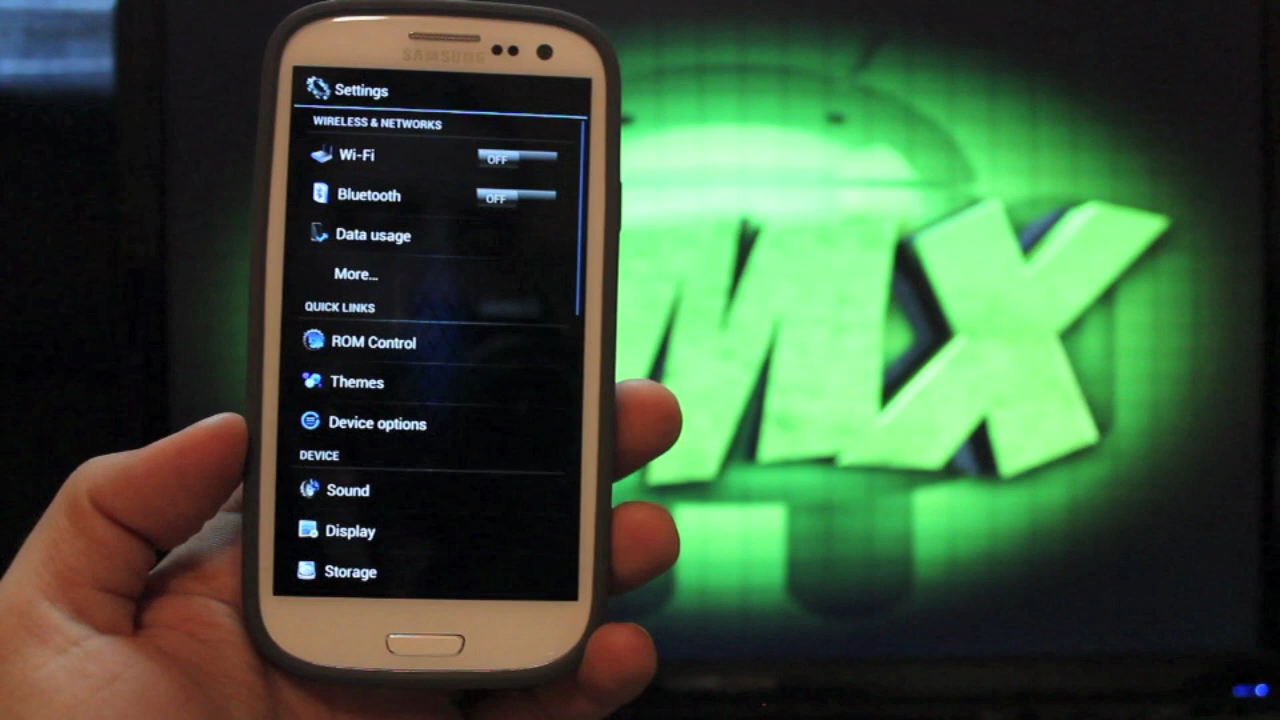 SAMSUNG
Settings
WIRELESS & NETWORKS
Wi-Fi
OFF
Bluetooth
OFF
Data usage
More...
QUICK LINKS
ROM Control
Themes
Device options
DEVICE
Sound
Display
Storage
MX